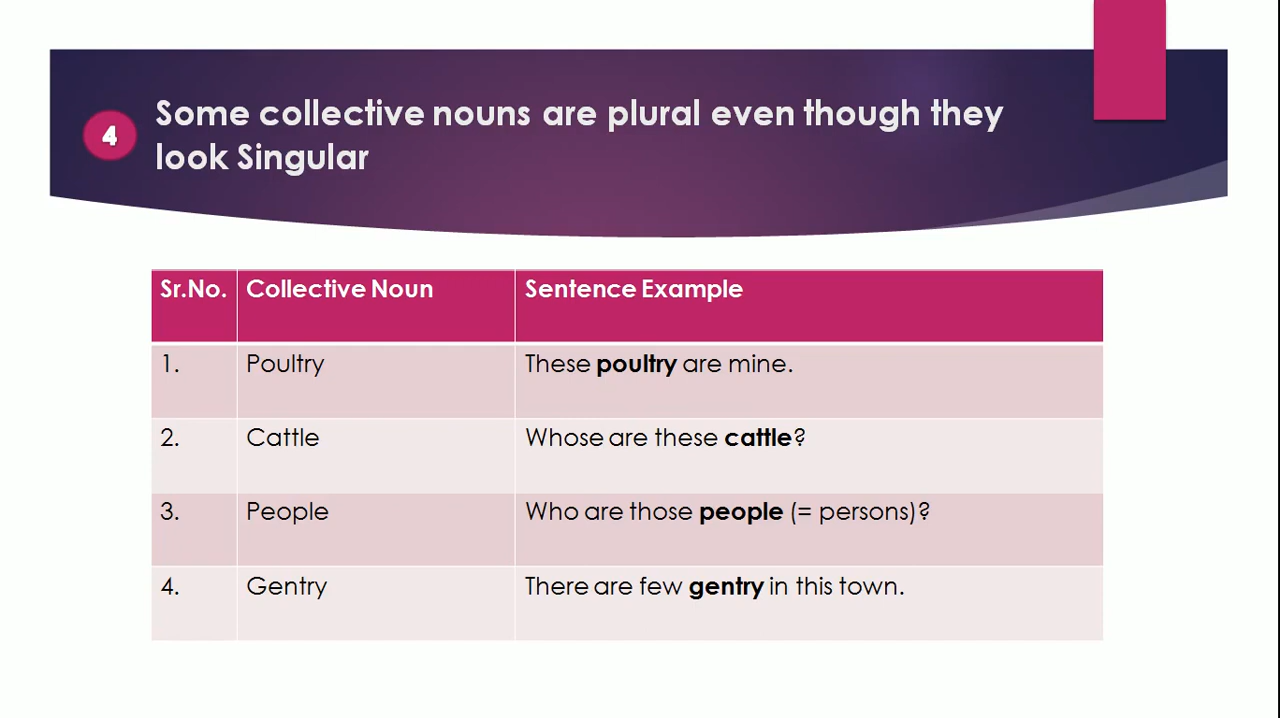 4
Some collective nouns are plural even though they
look Singular
Sr.No. Collective Noun Sentence Example
1. Poultry These poultry are mine.
2. Cattle Whose are these cattle?
3. People Who are those people (= persons)?
4. Gentry There are few gentry in this town.